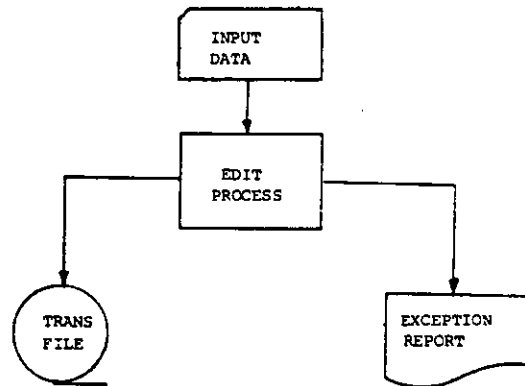 INPUT
DATA
EDIT
PROCESS
TRANS
FILE
EXCEPTION
REPORT